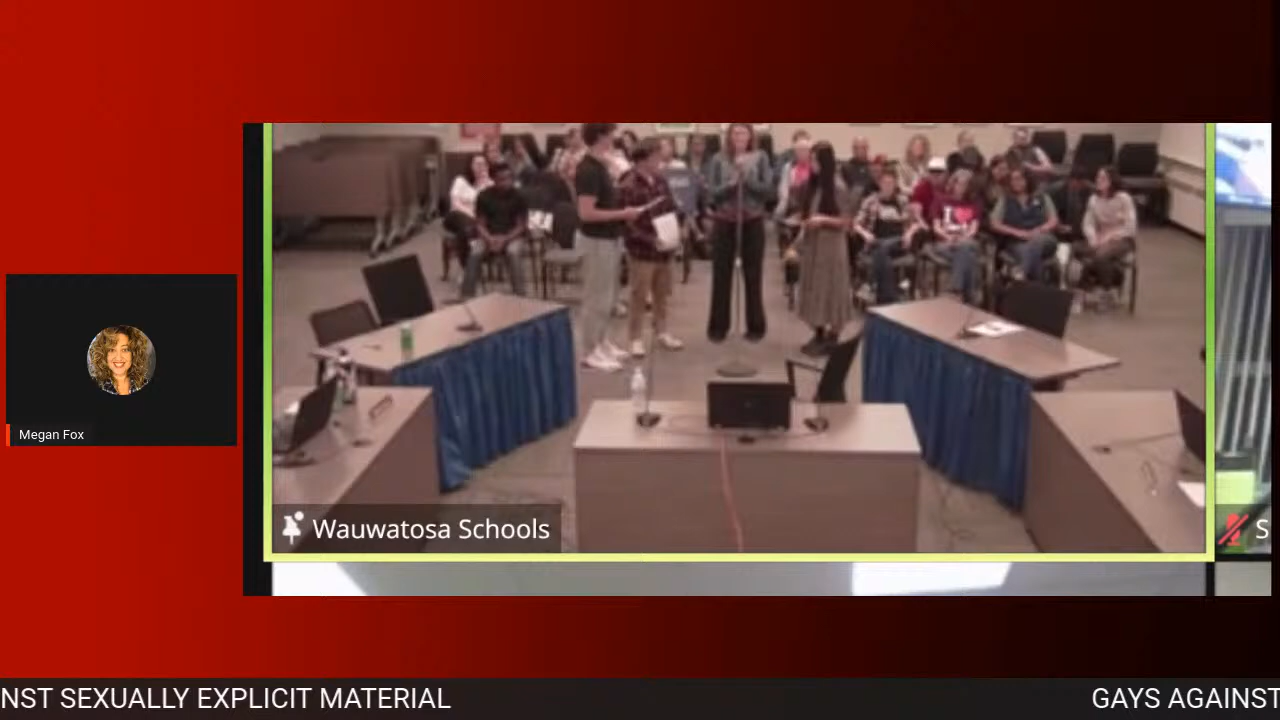 Megan Fox
Wauwatosa Schools
S
I
NST SEXUALLY EXPLICIT MATERIAL
GAYS AGAINST